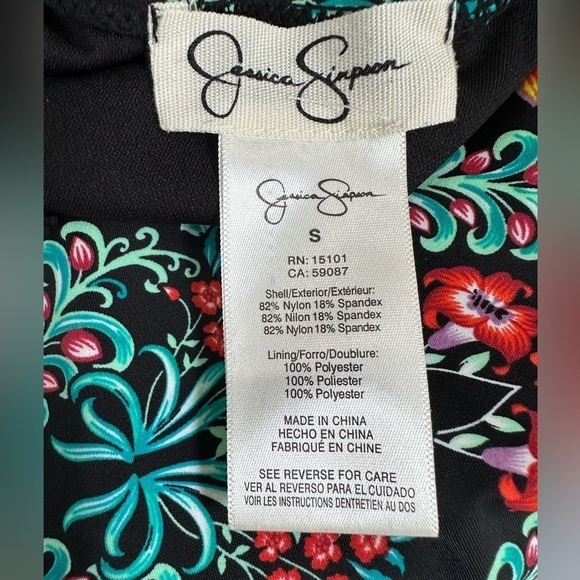 Jessica Simpson
Jessica Simpson
S
RN: 15101
CA: 59087
Shell/Exterior/Extérieur:
82% Nylon 18% Spandex
82% Nilon 18% Spandex
82% Nylon 18% Spandex
Lining/Forro/Doublure:
100% Polyester
100% Poliester
100% Polyester
MADE IN CHINA
HECHO EN CHINA
FABRIQUÉ EN CHINE
SEE REVERSE FOR CARE
VER AL REVERSO PARA EL CUIDADO
VOIR LES INSTRUCTIONS DENTRETIEN AU DOS